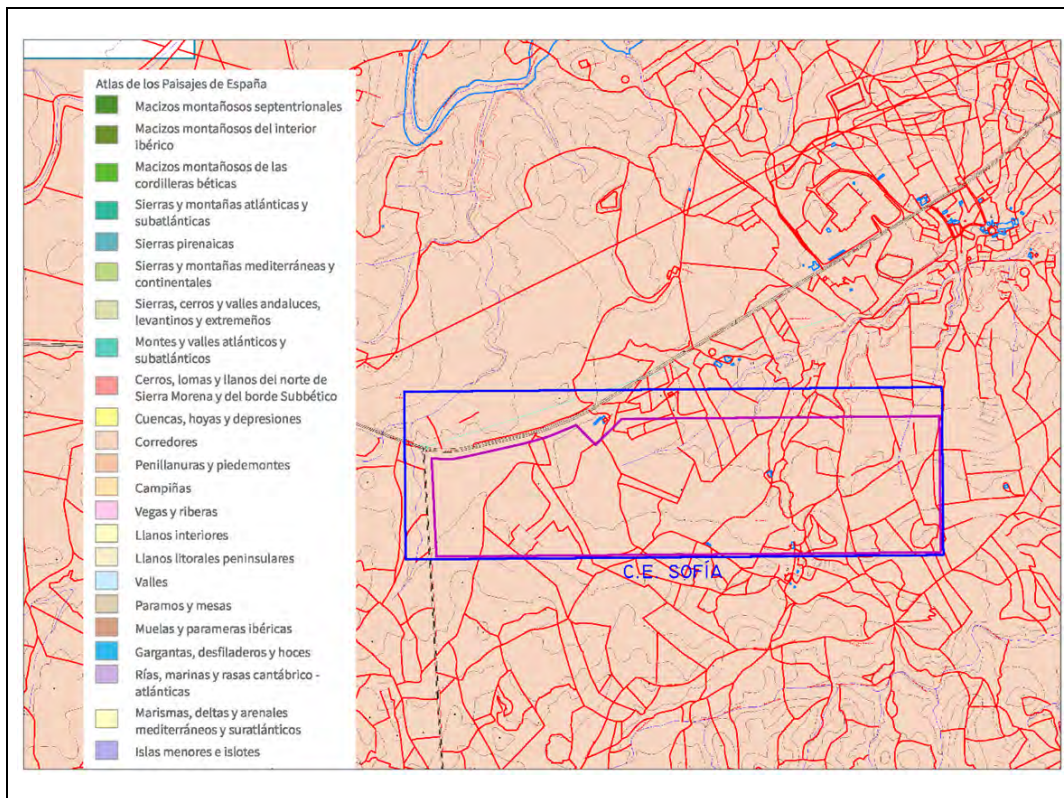 Atlas de los Paisajes de España
Macizos montañosos septentrionales
Macizos montañosos del interior
ibérico
Macizos montañosos de las
cordilleras béticas
Sierras y montañas atlánticas y
subatlánticas
Sierras pirenaicas
Sierras y montañas mediterráneas y
continentales
Sierras, cerros y valles andaluces,
levantinos y extremeños
Montes y valles atlánticos y
subatlánticos
Cerros, lomas y llanos del norte de
Sierra Morena y del borde Subbético
Cuencas, hoyas y depresiones
Corredores
Penillanuras y piedemontes
Campiñas
Vegas y riberas
Llanos interiores
Llanos litorales peninsulares
Valles
Paramos y mesas
Muelas y parameras ibéricas
Gargantas, desfiladeros y hoces
Rías, marinas y rasas cantábrico -
atlánticas
Marismas, deltas y arenales
mediterráneos y suratlánticos
Islas menores e islotes
C.E. SOFÍA